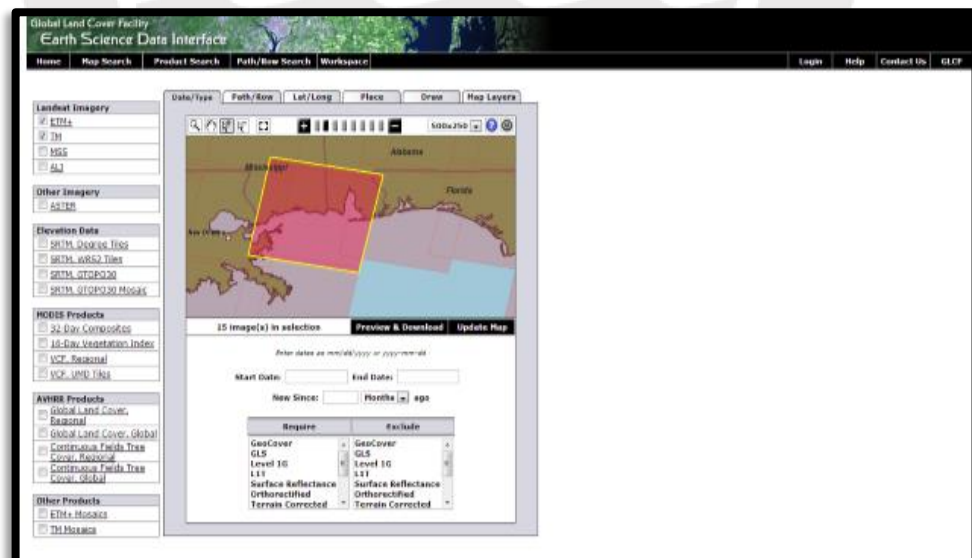 Global Land Cover Facility
Earth Science Data Interface
Home Map Search Product Search Path/Row Search Workspace Login Help Contact Us GLCF
Date/Type Path/Row Lat/Long Place Draw Map Layers
Landsat Imagery
ETM+
TM
MSS
ALI
Other Imagery
ASTER
Elevation Data
SRTM, Degree Tiles
SRTM, WRS2 Tiles
SRTM, GTOPO30
SRTM, GTOPO30 Mosaic
MODIS Products
32-Day Composites
16-Day Vegetation Index
VCF, Regional
VCF, UMD Tiles
AVHRR Products
Global Land Cover,
Regional
Global Land Cover, Global
Continuous Fields Tree
Cover, Regional
Continuous Fields Tree
Cover, Global
Other Products
ETM+ Mosaics
TM Mosaics
500x250
Alabama
Mississippi
Florida
15 image(s) in selection Preview & Download Update Map
Enter dates as mm/dd/yyyy or yyyy-mm-dd
Start Date: End Date:
New Since: Months ago
Require Exclude
GeoCover GeoCover
GLS GLS
Level 1G Level 1G
L1T L1T
Surface Reflectance Surface Reflectance
Orthorectified Orthorectified
Terrain Corrected Terrain Corrected